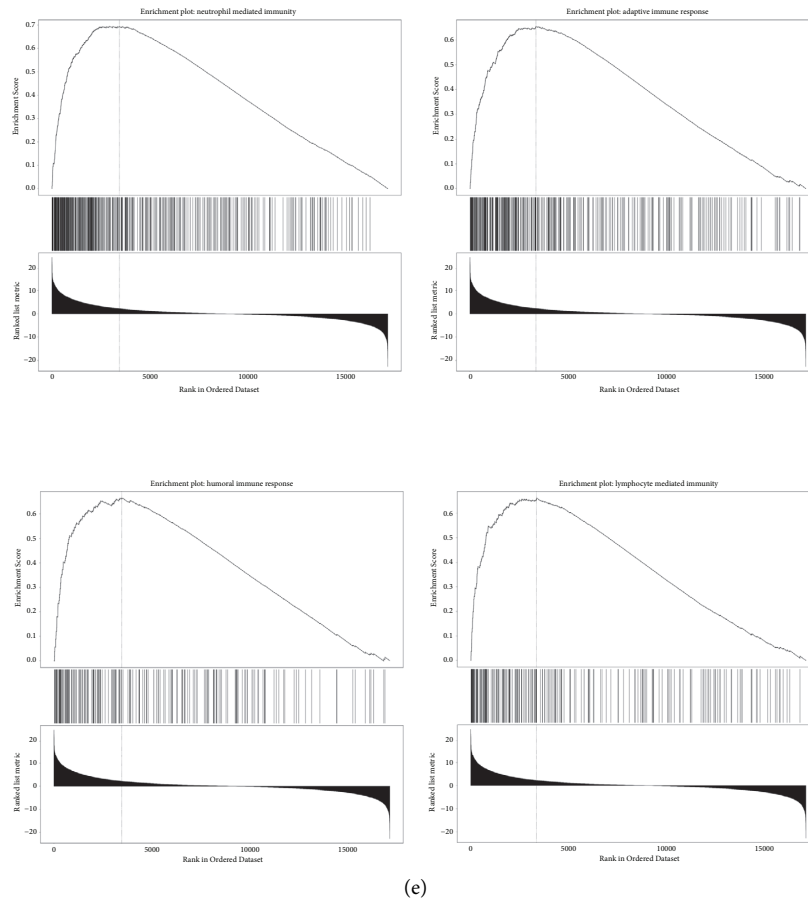 Enrichment plot: neutrophil mediated immunity
0.7
0.6
0.5
0.4
0.3
0.2
0.1
0.0
Enrichment Score
20
10
0
−10
−20
Ranked list metric
5000 10000 15000
Rank in Ordered Dataset
Enrichment plot: adaptive immune response
0.6
0.5
0.4
0.3
0.2
0.1
0.0
Enrichment Score
20
10
0
−10
−20
Ranked list metric
0 5000 10000 15000
Rank in Ordered Dataset
Enrichment plot: humoral immune response
0.6
0.5
0.4
0.3
0.2
0.1
0.0
Enrichment Score
20
10
0
−10
−20
Ranked list metric
0 5000 10000 15000
Rank in Ordered Dataset
Enrichment plot: lymphocyte mediated immunity
0.6
0.5
0.4
0.3
0.2
0.1
0.0
Enrichment Score
20
10
0
−10
−20
Ranked list metric
0 5000 10000 15000
Rank in Ordered Dataset
(e)